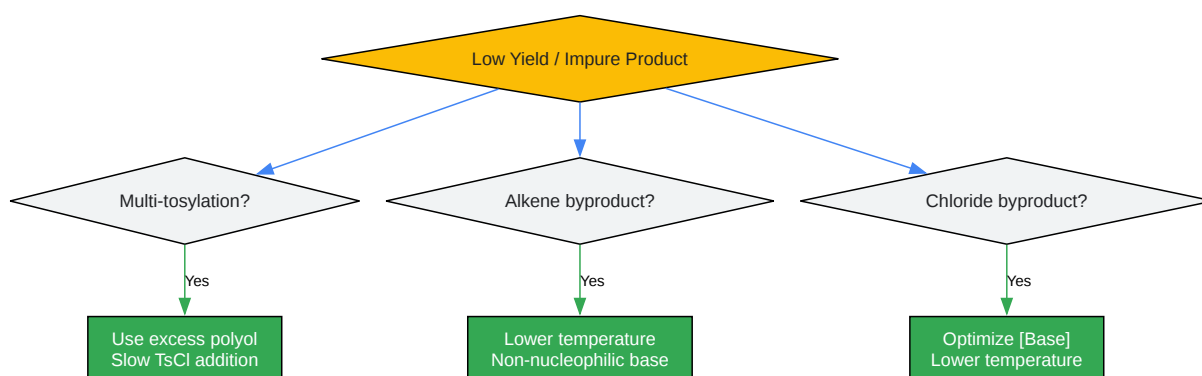 Low Yield / Impure Product
Multi-tosylation?
Alkene byproduct?
Chloride byproduct?
Yes
Yes
Yes
Use excess polyol
Slow TsCl addition
Lower temperature
Non-nucleophilic base
Optimize [Base]
Lower temperature